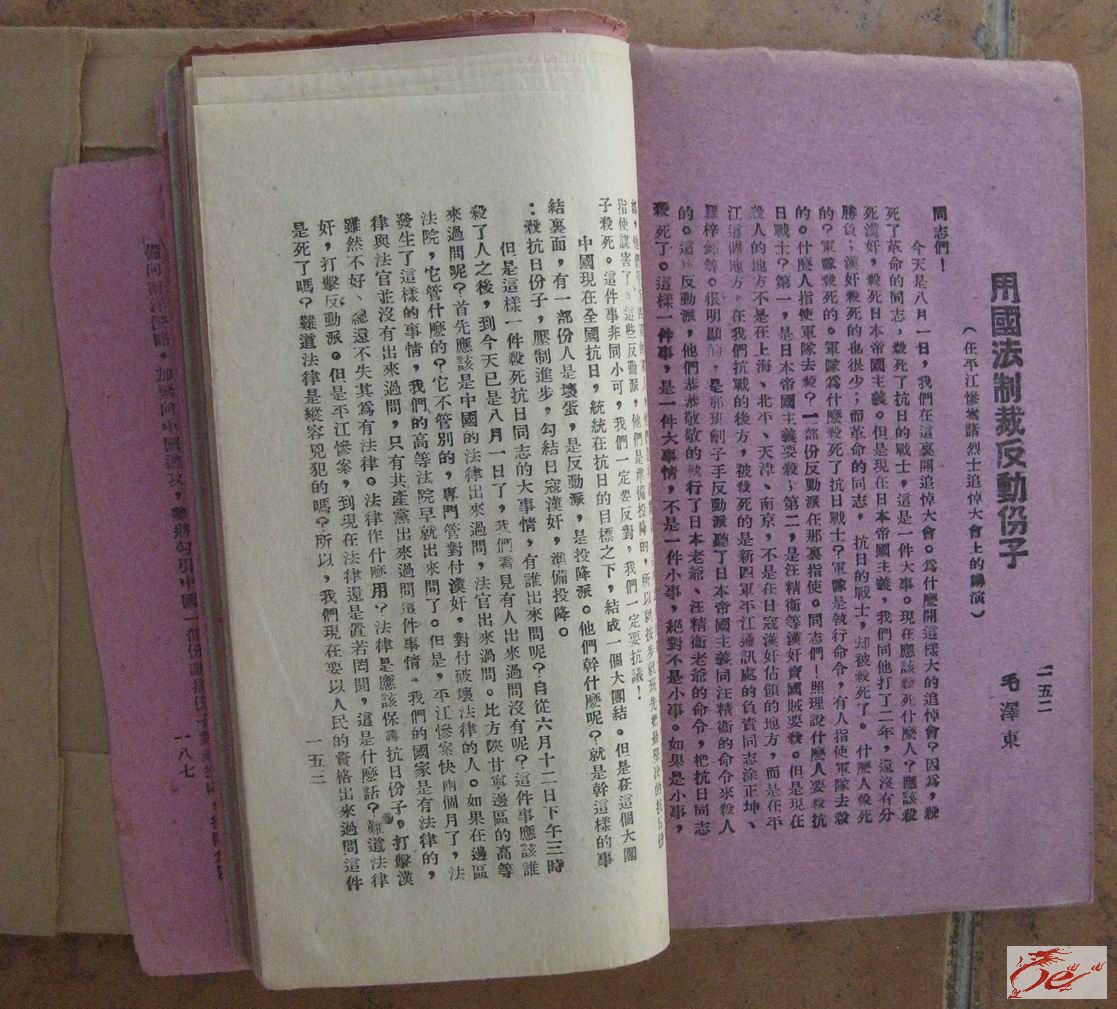 一五二
用國法制裁反動份子
（在平江慘案諸烈士追悼大會上的講演）
毛澤東
同志們！
今天是八月一日，我們在這裏開追悼大會。為什麼開這樣大的追悼會？因為，殺
死了革命的同志，殺死了抗日的戰士，這是一件大事。現在應該殺死什麼人？應該殺
死漢奸，殺死日本帝國主義。但是現在日本帝國主義，我們同他打了二年，還沒有分
勝負；漢奸殺死的也很少；而革命的同志、抗日的戰士，却被殺死了。什麼人殺死
的？軍隊殺死的。軍隊為什麼殺死了抗日戰士？軍隊是執行命令，有人指使軍隊去殺
的。什麼人指使軍隊去殺？一部份反動派在那裏指使。同志們！照理說什麼人要殺抗
日戰士？第一，是日本帝國主義要殺；第二，是汪精衛等漢奸賣國賊要殺。但是現在
殺人的地方不是在上海、北平、天津、南京，不是在日寇漢奸佔領的地方，而是在平
江這個地方。在我們抗戰的後方，被殺死的是新四軍平江通訊處的負責同志涂正坤、
羅梓銘等。很明顯的，是那班劊子手反動派聽了日本帝國主義同汪精衛的命令來殺人
的。這班反動派，他們恭恭敬敬的執行了日本老爺、汪精衛老爺的命令，把抗日同志
殺死了。這樣一件事，是一件大事情，不是一件小事，絕對不是小事。如果是小事，
指使謀害了。這些反動派，他們是準備投降的，所以
子殺死。這件事非同小可，我們一定要反對，我們一定要抗議！
中國現在全國抗日，統統在抗日的目標之下，結成一個大團結。但是在這個大團
結裏面，有一部份人是壞蛋，是反動派，是投降派。他們幹什麼呢？就是幹這樣的事
：殺抗日份子，壓制進步，勾結日寇漢奸，準備投降。
但是這樣一件殺死抗日同志的大事情，有誰出來問呢？自從六月十二日下午三時
殺了人之後，到今天已是八月一日了，我們看見有人出來過問沒有呢？這件事應該誰
來過問呢？首先應該是中國的法律出來過問，法官出來過問。比方陝甘寧邊區的高等
法院，它管什麼的？它不管別的，專門管對付漢奸，對付破壞法律的人。如果在邊區
發生了這樣的事情，我們的高等法院早就出來問了。但是，平江慘案快兩個月了，法
律與法官並沒有出來過問，只有共產黨出來過問這件事情。我們的國家是有法律的，
雖然不好，總還不失其為有法律。法律作什麼用？法律是應該保護抗日份子，打擊漢
奸，打擊反動派。但是平江慘案，到現在法律還是置若罔聞，這是什麼話？難道法律
是死了嗎？難道法律是縱容兇犯的嗎？所以，我們現在要以人民的資格出來過問這件
一五三
一八七